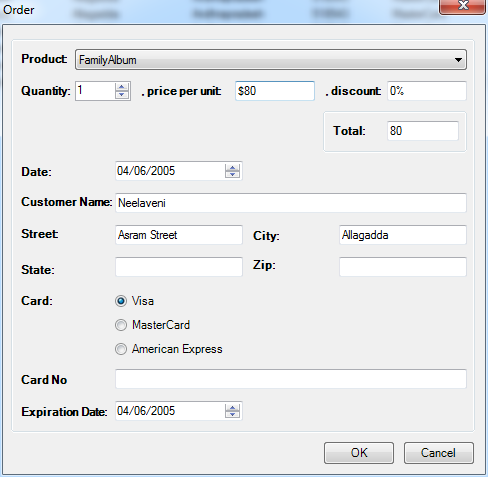 Order
Product: FamilyAlbum
Quantity: 1 . price per unit: $80 . discount: 0%
Total: 80
Date: 04/06/2005
Customer Name: Neelaveni
Street: Asram Street City: Allagadda
State: Zip:
Card: Visa
MasterCard
American Express
Card No
Expiration Date: 04/06/2005
OK Cancel